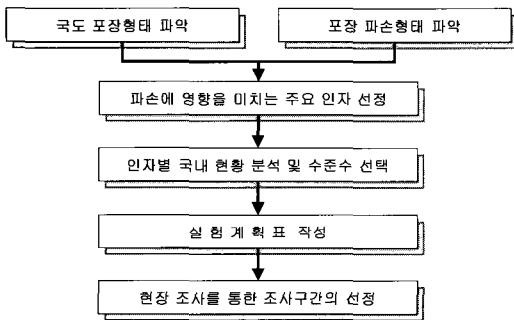 국도 포장형태 파악
포장 파손형태 파악
파손에 영향을 미치는 주요 인자 선정
인자별 국내 현황 분석 및 수준수 선택
실 험 계 획 표 작성
현장 조사를 통한 조사구간의 선정